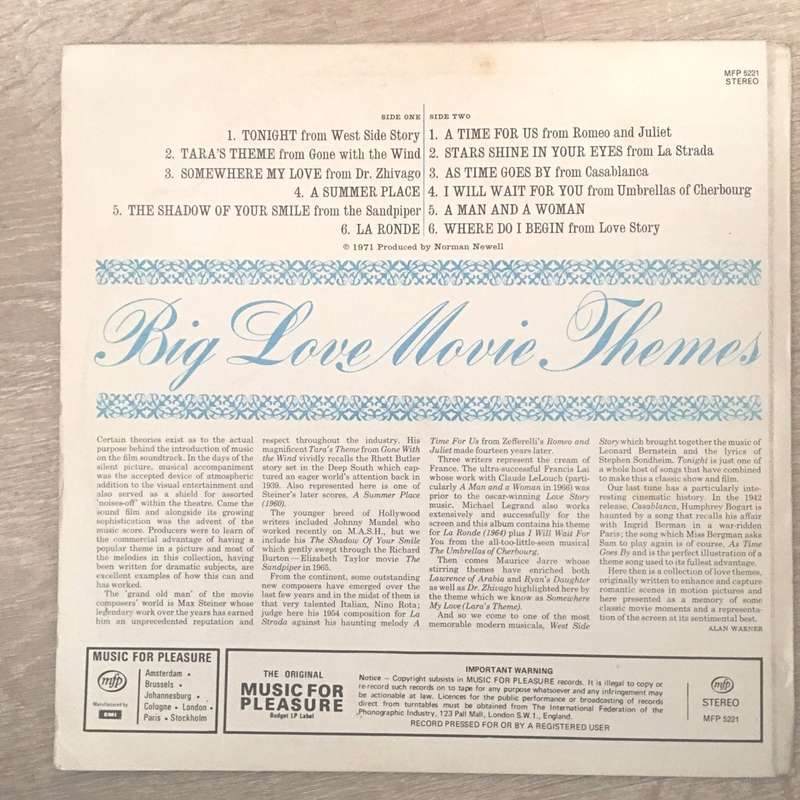 MFP 5221
STEREO
SIDE ONE
1. TONIGHT from West Side Story
2. TARA'S THEME from Gone with the Wind
3. SOMEWHERE MY LOVE from Dr. Zhivago
4. A SUMMER PLACE
5. THE SHADOW OF YOUR SMILE from the Sandpiper
6. LA RONDE
SIDE TWO
1. A TIME FOR US from Romeo and Juliet
2. STARS SHINE IN YOUR EYES from La Strada
3. AS TIME GOES BY from Casablanca
4. I WILL WAIT FOR YOU from Umbrellas of Cherbourg
5. A MAN AND A WOMAN
6. WHERE DO I BEGIN from Love Story
℗ 1971 Produced by Norman Newell
Big Love Movie Themes
Certain theories exist as to the actual
purpose behind the introduction of music
on the film soundtrack. In the days of the
silent picture, musical accompaniment
was the accepted device of atmospheric
addition to the visual entertainment and
also served as a shield for assorted
'noises-off' within the theatre. Came the
sound film and alongside its growing
sophistication was the advent of the
music score. Producers were to learn of
the commercial advantage of having a
popular theme in a picture and most of
the melodies in this collection, having
been written for dramatic subjects, are
excellent examples of how this can and
has worked.
The 'grand old man' of the movie
composers' world is Max Steiner whose
legendary work over the years has earned
him an unprecedented reputation and
respect throughout the industry. His
magnificent Tara's Theme from Gone With
the Wind vividly recalls the Rhett Butler
story set in the Deep South which cap-
tured an eager world's attention back in
1939. Also represented here is one of
Steiner's later scores, A Summer Place
(1960).
The younger breed of Hollywood
writers included Johnny Mandel who
worked recently on M.A.S.H., but we
include his The Shadow Of Your Smile
which gently swept through the Richard
Burton—Elizabeth Taylor movie The
Sandpiper in 1965.
From the continent, some outstanding
new composers have emerged over the
last few years and in the midst of them is
that very talented Italian, Nino Rota;
judge here his 1954 composition for La
Strada against his haunting melody A
Time For Us from Zefferelli's Romeo and
Juliet made fourteen years later.
Three writers represent the cream of
France. The ultra-successful Francis Lai
whose work with Claude LeLouch (part-
icularly A Man and a Woman in 1966) was
prior to the oscar-winning Love Story
music. Michael Legrand also works
extensively and successfully for the
screen and this album contains his theme
for La Ronde (1964) plus I Will Wait For
You from the all-too-little-seen musical
The Umbrellas of Cherbourg.
Then comes Maurice Jarre whose
stirring themes have enriched both
Lawrence of Arabia and Ryan's Daughter
as well as Dr. Zhivago highlighted here by
the theme which we know as Somewhere
My Love (Lara's Theme).
And so we come to one of the most
memorable modern musicals, West Side
Story which brought together the music of
Leonard Bernstein and the lyrics of
Stephen Sondheim. Tonight is just one of
a whole host of songs that have combined
to make this a classic show and film.
Our last tune has a particularly inte-
resting cinematic history. In the 1942
release, Casablanca, Humphrey Bogart is
haunted by a song that recalls his affair
with Ingrid Berman in a war-ridden
Paris; the song which Miss Bergman asks
Sam to play again is of course, As Time
Goes By and is the perfect illustration of a
theme song used to its fullest advantage.
Here then is a collection of love themes,
originally written to enhance and capture
romantic scenes in motion pictures and
here presented as a memory of some
classic movie moments and a representa-
tion of the screen at its sentimental best.
ALAN WARNER
MUSIC FOR PLEASURE
mfp
Manufactured by
EMI
Amsterdam •
Brussels •
Johannesburg •
Cologne • London •
Paris • Stockholm
THE ORIGINAL
MUSIC FOR
PLEASURE
Budget LP Label
IMPORTANT WARNING
Notice – Copyright subsists in MUSIC FOR PLEASURE records. It is illegal to copy or
re-record such records on to tape for any purpose whatsoever and any infringement may
be actionable at law. Licences for the public performance or broadcasting of records
direct from turntables must be obtained from The International Federation of the
Phonographic Industry, 123 Pall Mall, London S.W.1., England.
RECORD PRESSED FOR OR BY A REGISTERED USER
mfp
STEREO
MFP 5221